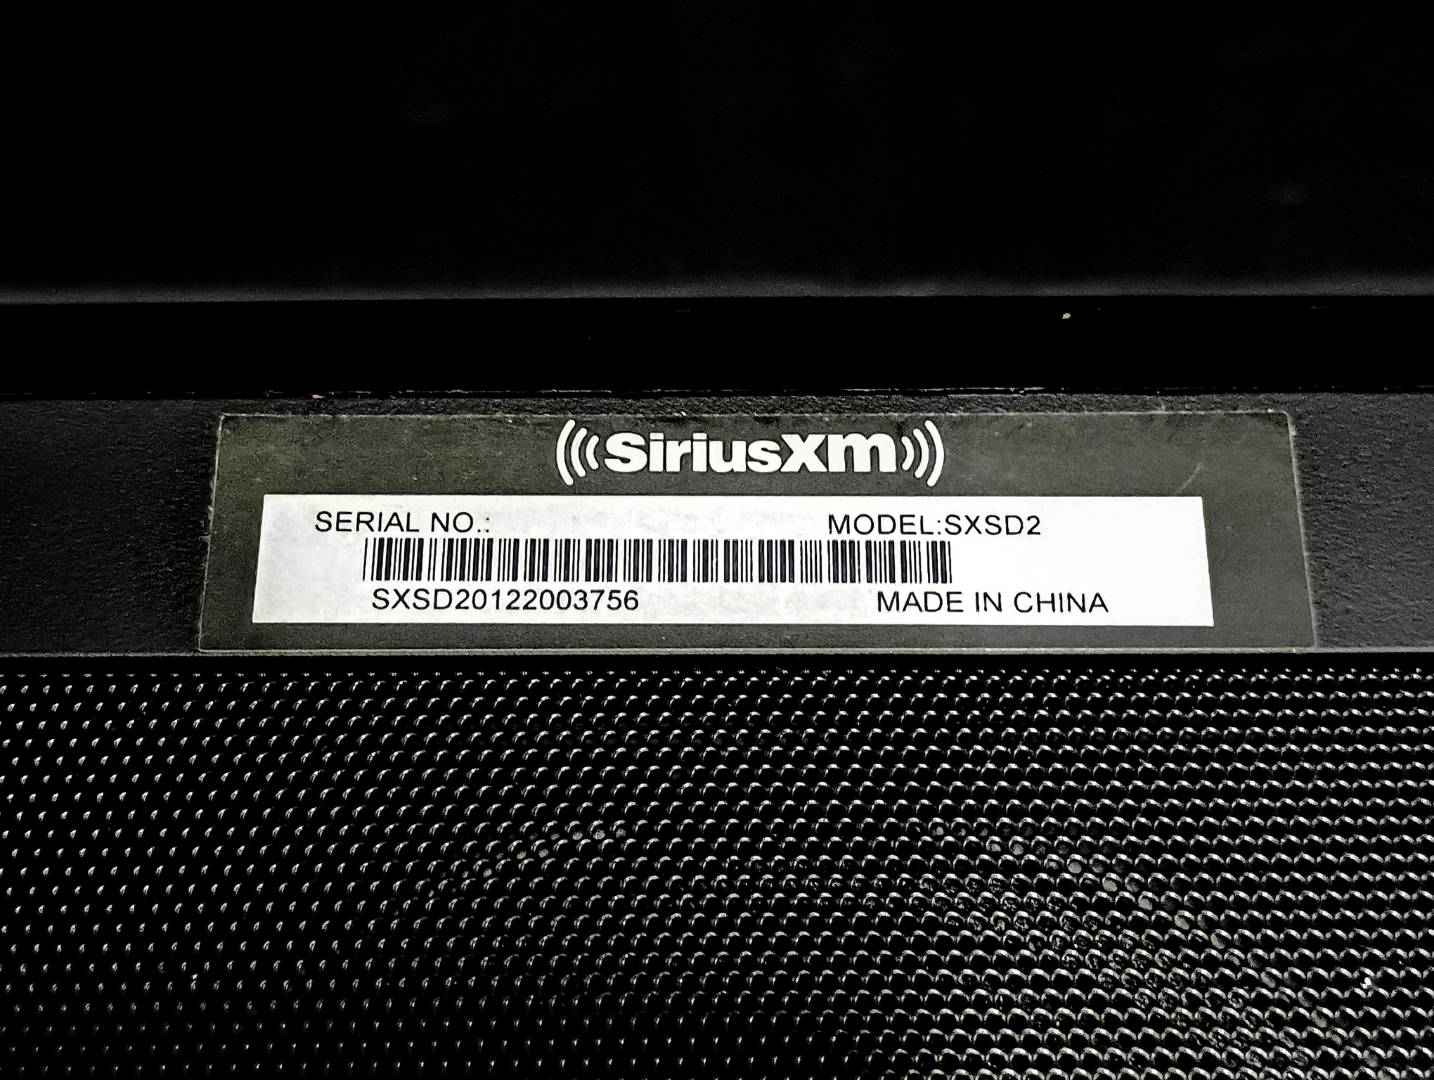 SiriusXM
SERIAL NO.: MODEL:SXSD2
SXSD20122003756 MADE IN CHINA